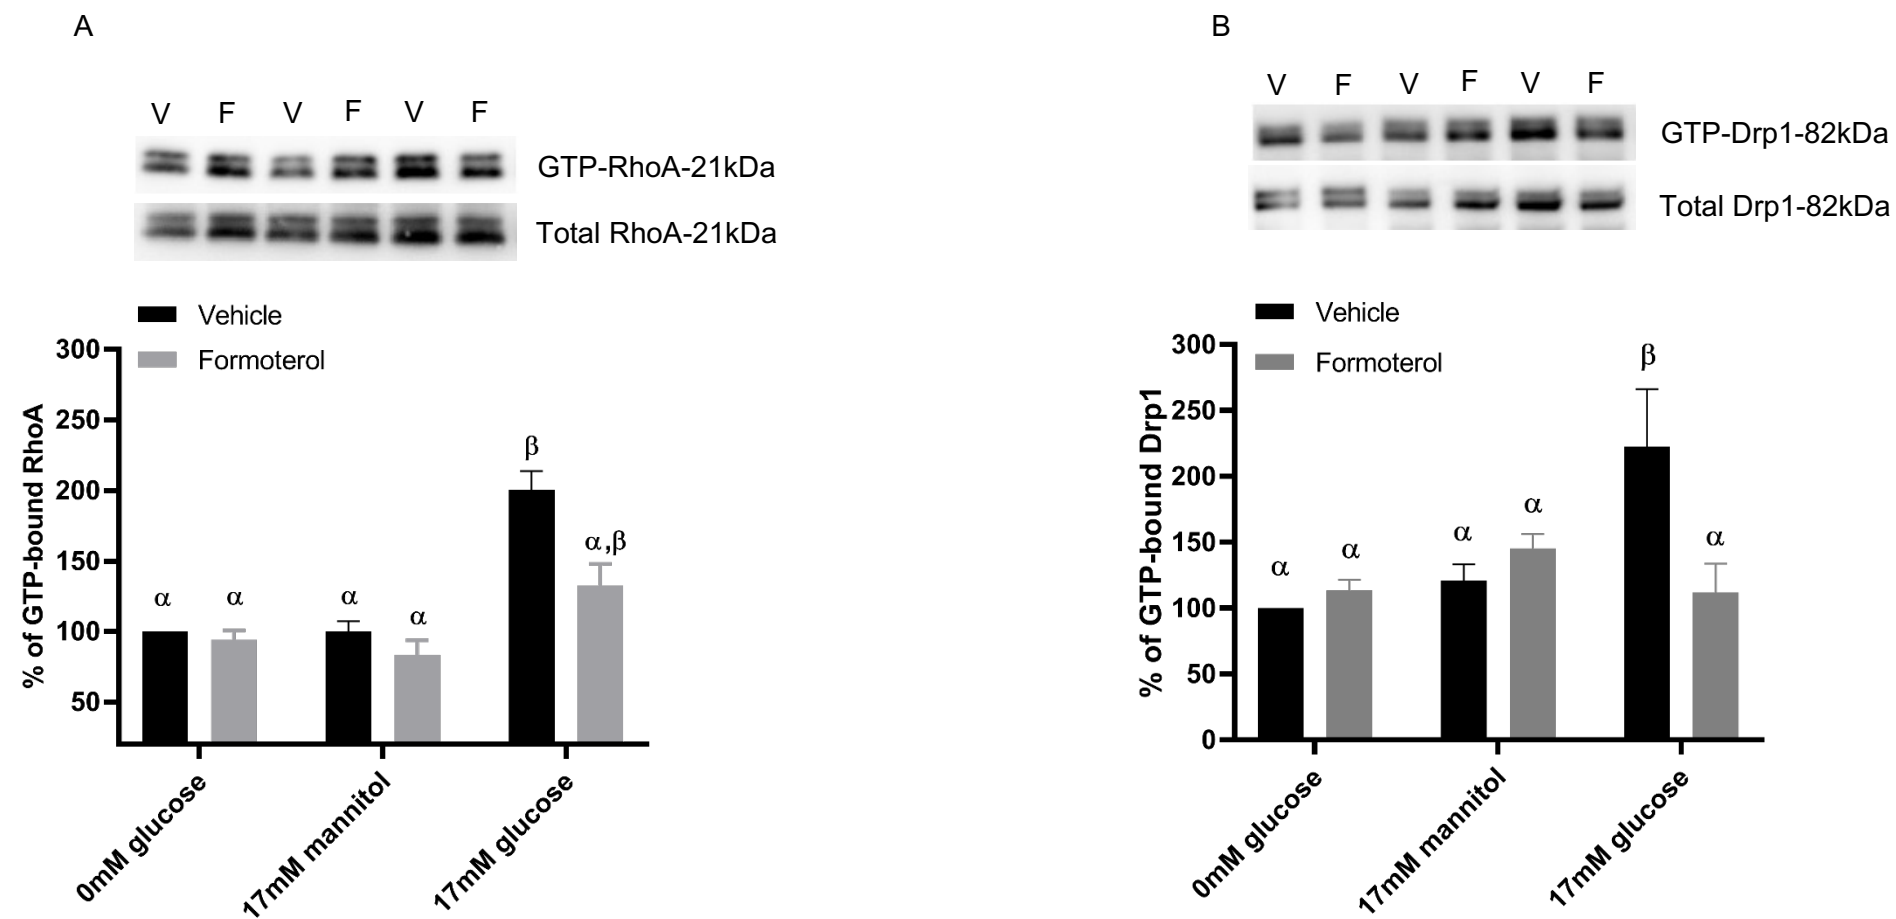 A
V F V F V F
GTP-RhoA-21kDa
Total RhoA-21kDa
Vehicle
Formoterol
% of GTP-bound RhoA
300
250
200
150
100
50
α
α
α
α
β
α,β
0mM glucose
17mM mannitol
17mM glucose
B
V F V F V F
GTP-Drp1-82kDa
Total Drp1-82kDa
Vehicle
Formoterol
% of GTP-bound Drp1
300
250
200
150
100
50
0
α
α
α
α
β
α
0mM glucose
17mM mannitol
17mM glucose